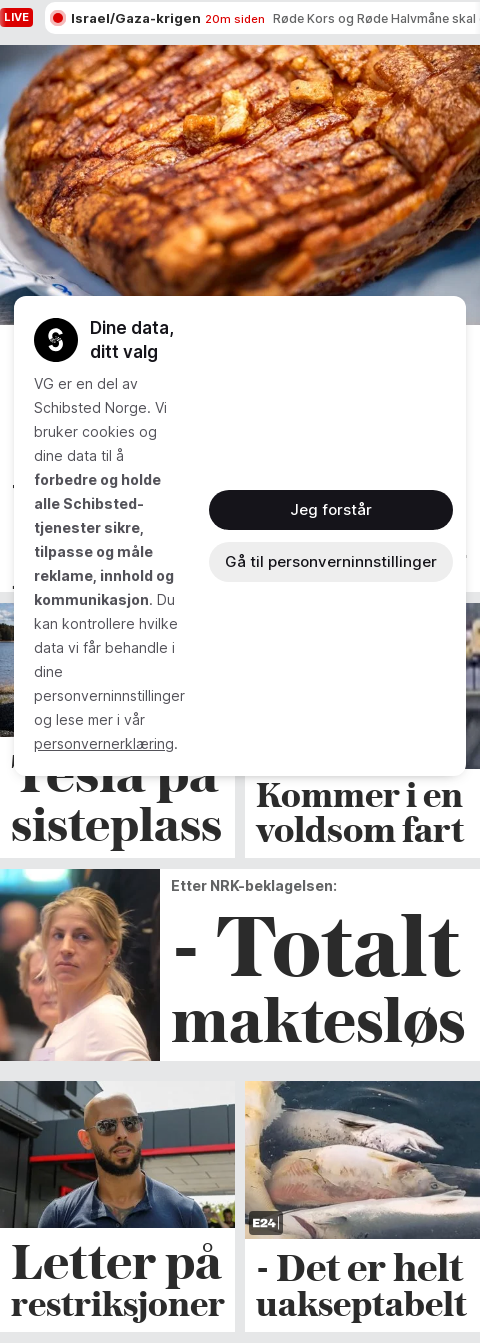 LIVE
Israel/Gaza-krigen 20m siden Røde Kors og Røde Halvmåne skal
Dine data,
ditt valg
VG er en del av
Schibsted Norge. Vi
bruker cookies og
dine data til å
forbedre og holde
alle Schibsted-
tjenester sikre,
tilpasse og måle
reklame, innhold og
kommunikasjon. Du
kan kontrollere hvilke
data vi får behandle i
dine
personverninnstillinger
og lese mer i vår
personvernerklæring.
Jeg forstår
Gå til personverninnstillinger
Tesla på
sisteplass
Kommer i en
voldsom fart
Etter NRK-beklagelsen:
- Totalt
maktesløs
Letter på
restriksjoner
E24
- Det er helt
uakseptabelt